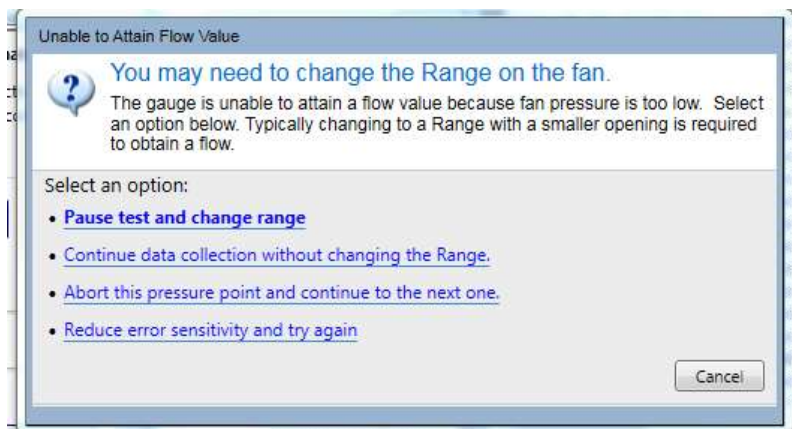 Unable to Attain Flow Value
You may need to change the Range on the fan.
The gauge is unable to attain a flow value because fan pressure is too low.  Select
an option below. Typically changing to a Range with a smaller opening is required
to obtain a flow.
Select an option:
• Pause test and change range
• Continue data collection without changing the Range.
• Abort this pressure point and continue to the next one.
• Reduce error sensitivity and try again
Cancel